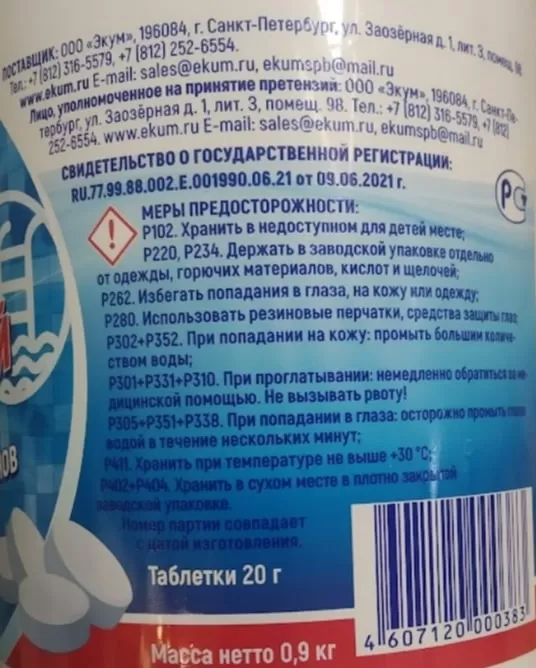 ПОСТАВЩИК: ООО «Экум», 196084, г. Санкт-Петербург, ул. Заозёрная д. 1, лит. З, помещ. 98
Тел.: +7 (812) 316-5579, +7 (812) 252-6554.
www.ekum.ru E-mail: sales@ekum.ru, ekumspb@mail.ru
Лицо, уполномоченное на принятие претензий: ООО «Экум», 196084, г. Санкт-Пе-
тербург, ул. Заозёрная д. 1, лит. З, помещ. 98. Тел.: +7 (812) 316-5579, +7 (812)
252-6554. www.ekum.ru E-mail: sales@ekum.ru, ekumspb@mail.ru
СВИДЕТЕЛЬСТВО О ГОСУДАРСТВЕННОЙ РЕГИСТРАЦИИ:
RU.77.99.88.002.E.001990.06.21 от 09.06.2021 г.
МЕРЫ ПРЕДОСТОРОЖНОСТИ:
P102. Хранить в недоступном для детей месте;
P220, P234. Держать в заводской упаковке отдельно
от одежды, горючих материалов, кислот и щелочей;
P262. Избегать попадания в глаза, на кожу или одежду;
P280. Использовать резиновые перчатки, средства защиты глаз;
P302+P352. При попадании на кожу: промыть большим количе-
ством воды;
P301+P331+P310. При проглатывании: немедленно обратиться за ме-
дицинской помощью. Не вызывать рвоту!
P305+P351+P338. При попадании в глаза: осторожно промыть глаза
водой в течение нескольких минут;
P411. Хранить при температуре не выше +30 °C;
P402+P404. Хранить в сухом месте в плотно закрытой
заводской упаковке.
Номер партии совпадает
с датой изготовления.
Таблетки 20 г
Масса нетто 0,9 кг
4 607120 000383